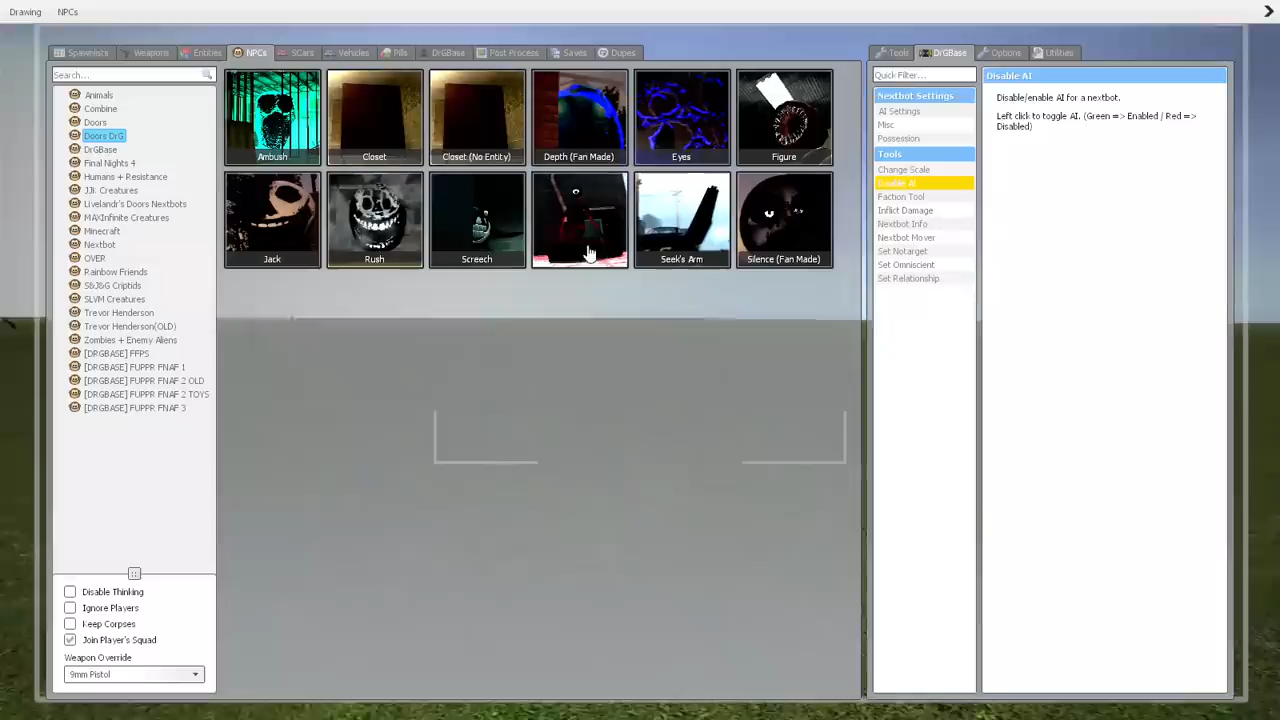 Drawing NPCs
Spawnlists Weapons Entities NPCs SCars Vehicles Pills DrGBase Post Process Saves Dupes
Search...
Animals
Combine
Doors
Doors DrG
DrGBase
Final Nights 4
Humans + Resistance
JJi: Creatures
Livelandr's Doors Nextbots
MAXInfinite Creatures
Minecraft
Nextbot
OVER
Rainbow Friends
S&J&G Criptids
SLVM Creatures
Trevor Henderson
Trevor Henderson(OLD)
Zombies + Enemy Aliens
[DRGBASE] FFPS
[DRGBASE] FUPPR FNAF 1
[DRGBASE] FUPPR FNAF 2 OLD
[DRGBASE] FUPPR FNAF 2 TOYS
[DRGBASE] FUPPR FNAF 3
Disable Thinking
Ignore Players
Keep Corpses
Join Player's Squad
Weapon Override
9mm Pistol
Ambush Closet Closet (No Entity) Depth (Fan Made) Eyes Figure
Jack Rush Screech Seek's Arm Silence (Fan Made)
Tools DrGBase Options Utilities
Quick Filter...
Nextbot Settings
AI Settings
Misc
Possession
Tools
Change Scale
Disable AI
Faction Tool
Inflict Damage
Nextbot Info
Nextbot Mover
Set Notarget
Set Omniscient
Set Relationship
Disable AI
Disable/enable AI for a nextbot.
Left click to toggle AI. (Green => Enabled / Red =>
Disabled)